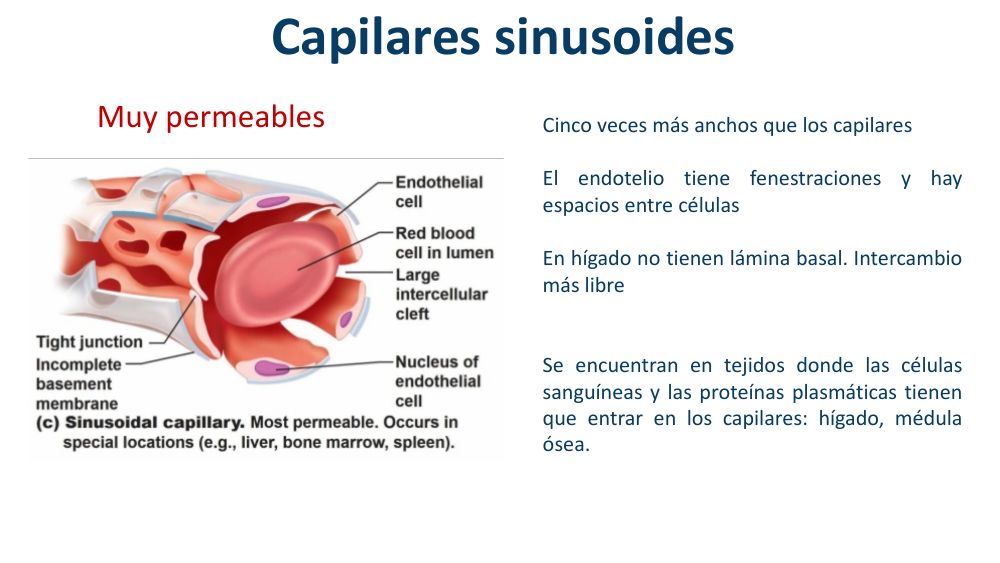 Capilares sinusoides
Muy permeables
Endothelial
cell
Red blood
cell in lumen
Large
intercellular
cleft
Tight junction
Incomplete
basement
membrane
Nucleus of
endothelial
cell
(c) Sinusoidal capillary. Most permeable. Occurs in
special locations (e.g., liver, bone marrow, spleen).
Cinco veces más anchos que los capilares
El endotelio tiene fenestraciones y hay
espacios entre células
En hígado no tienen lámina basal. Intercambio
más libre
Se encuentran en tejidos donde las células
sanguíneas y las proteínas plasmáticas tienen
que entrar en los capilares: hígado, médula
ósea.